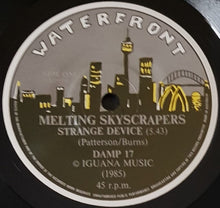 WATERFRONT
MELTING SKYSCRAPERS
STRANGE DEVICE (5.43)
(Patterson/Burns)
DAMP 17
© IGUANA MUSIC
(1985)
45 r.p.m.